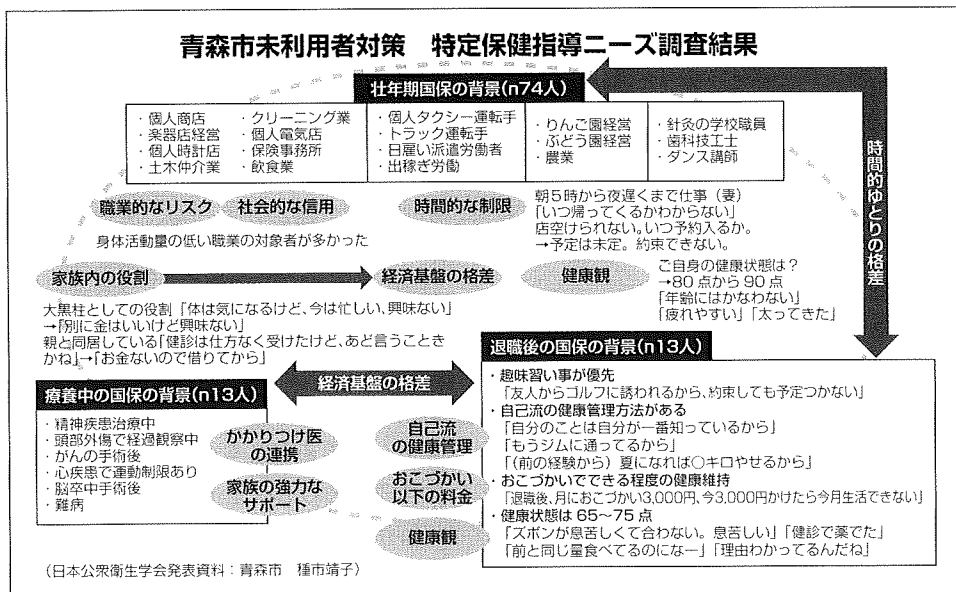 青森市未利用者対策 特定保健指導ニーズ調査結果
壮年期国保の背景(n74人)
・個人商店
・楽器店経営
・個人時計店
・土木仲介業
・クリーニング業
・個人電気店
・保険事務所
・飲食業
・個人タクシー運転手
・トラック運転手
・日雇い派遣労働者
・出稼ぎ労働
・りんご園経営
・ぶどう園経営
・農業
・針灸の学校職員
・歯科技工士
・ダンス講師
時間的ゆとりの格差
職業的なリスク
社会的な信用
時間的な制限
朝5時から夜遅くまで仕事(妻)
「いつ帰ってくるかわからない」
店空けられない。いつ予約入るか。
→予定は未定。約束できない。
身体活動量の低い職業の対象者が多かった
家族内の役割
経済基盤の格差
健康観
ご自身の健康状態は?
→80点から90点
「年齢にはかなわない」
「疲れやすい」「太ってきた」
大黒柱としての役割「体は気になるけど、今は忙しい、興味ない」
→「別に金はいいけど興味ない」
親と同居している「健診は仕方なく受けたけど、あど言うこときかね」→「お金ないので借りてから」
退職後の国保の背景(n13人)
・趣味習い事が優先
「友人からゴルフに誘われるから、約束しても予定つかない」
・自己流の健康管理方法がある
「自分のことは自分が一番知っているから」
「もうジムに通ってるから」
「(前の経験から)夏になれば○キロやせるから」
・おこづかいでできる程度の健康維持
「退職後、月におこづかい3,000円、今3,000円かけたら今月生活できない」
・健康状態は65~75点
「ズボンが息苦しくて合わない。息苦しい」「健診で薬でた」
「前と同じ量食べてるのになー」「理由わかってるんだね」
経済基盤の格差
療養中の国保の背景(n13人)
・精神疾患治療中
・頭部外傷で経過観察中
・がんの手術後
・心疾患で運動制限あり
・脳卒中手術後
・難病
かかりつけ医
の連携
家族の強力な
サポート
自己流
の健康管理
おこづかい
以下の料金
健康観
(日本公衆衛生学会発表資料:青森市 種市靖子)